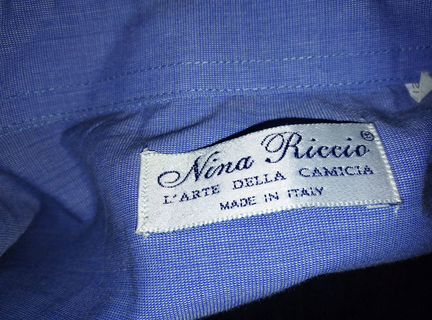 Nina Riccio®
L'ARTE DELLA CAMICIA
MADE IN ITALY